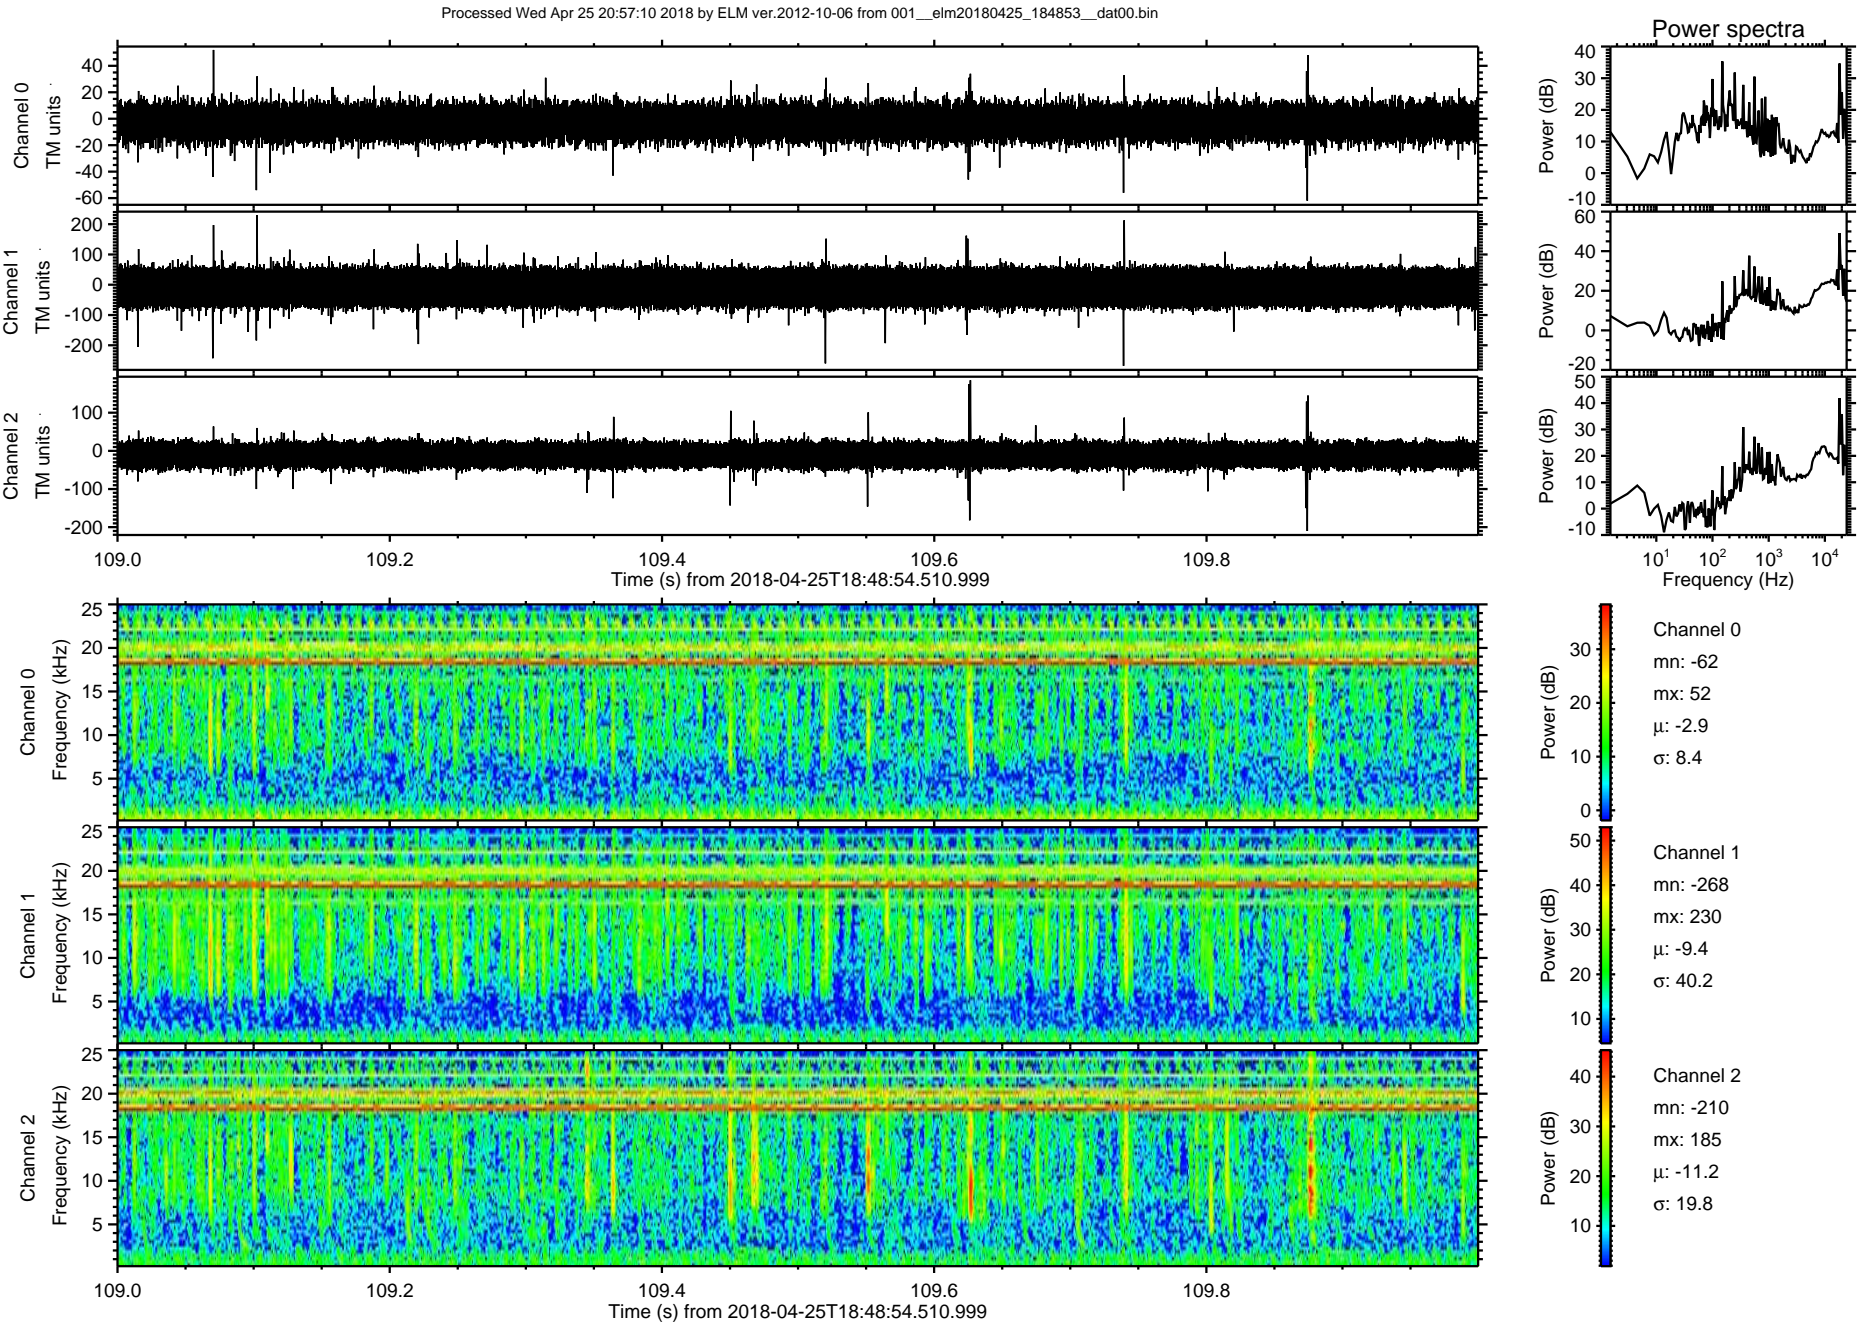 Processed Wed Apr 25 20:57:10 2018 by ELM ver.2012-10-06 from 001__elm20180425_184853__dat00.bin
Power spectra
Channel 0
TM units
40
20
0
-20
-40
-60
Power (dB)
40
30
20
10
0
-10
Channel 1
TM units
200
100
0
-100
-200
Power (dB)
60
40
20
0
-20
Channel 2
TM units
100
0
-100
-200
Power (dB)
50
40
30
20
10
0
-10
109.0 109.2 109.4 109.6 109.8
Time (s) from 2018-04-25T18:48:54.510.999
10^1 10^2 10^3 10^4
Frequency (Hz)
Channel 0
Frequency (kHz)
25
20
15
10
5
Power (dB)
30
20
10
0
Channel 0
mn: -62
mx: 52
μ: -2.9
σ: 8.4
Channel 1
Frequency (kHz)
25
20
15
10
5
Power (dB)
50
40
30
20
10
Channel 1
mn: -268
mx: 230
μ: -9.4
σ: 40.2
Channel 2
Frequency (kHz)
25
20
15
10
5
Power (dB)
40
30
20
10
Channel 2
mn: -210
mx: 185
μ: -11.2
σ: 19.8
109.0 109.2 109.4 109.6 109.8
Time (s) from 2018-04-25T18:48:54.510.999